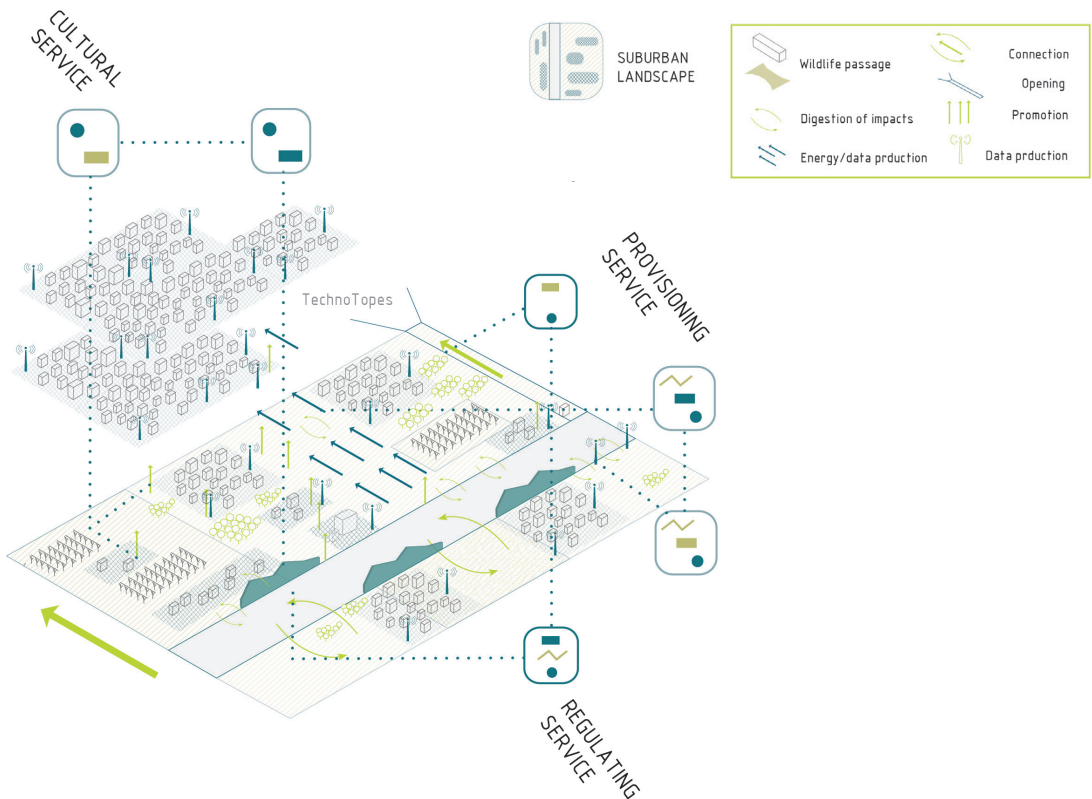 CULTURAL
SERVICE
SUBURBAN
LANDSCAPE
Wildlife passage
Digestion of impacts
Energy/data prduction
Connection
Opening
Promotion
Data prduction
TechnoTopes
PROVISIONING
SERVICE
REGULATING
SERVICE